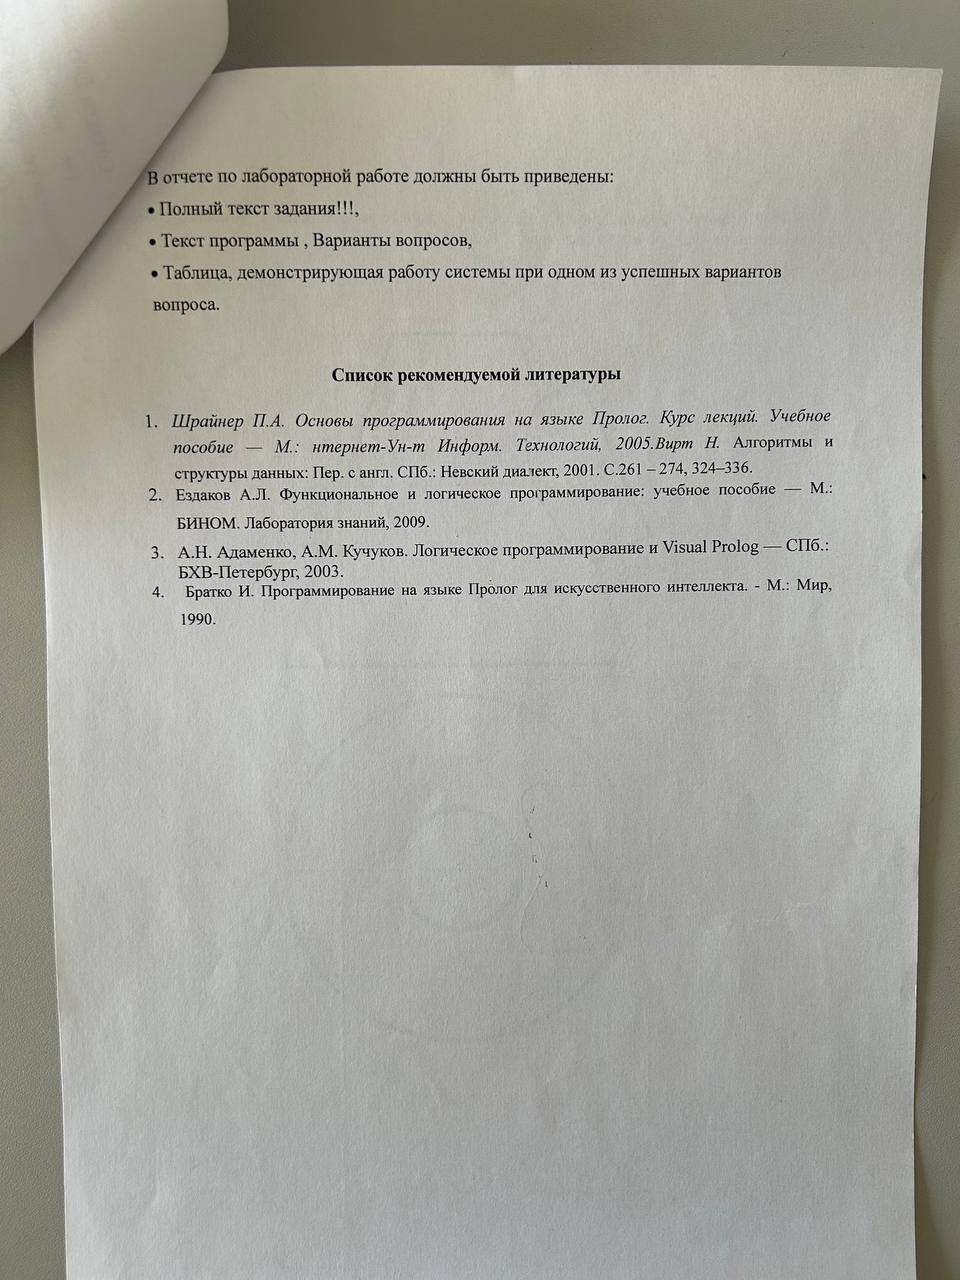 В отчете по лабораторной работе должны быть приведены:
• Полный текст задания!!!,
• Текст программы , Варианты вопросов,
• Таблица, демонстрирующая работу системы при одном из успешных вариантов
вопроса.
Список рекомендуемой литературы
1. Шрайнер П.А. Основы программирования на языке Пролог. Курс лекций. Учебное
пособие — М.: нтернет-Ун-т Информ. Технологий, 2005.Вирт Н. Алгоритмы и
структуры данных: Пер. с англ. СПб.: Невский диалект, 2001. С.261 – 274, 324–336.
2. Ездаков А.Л. Функциональное и логическое программирование: учебное пособие — М.:
БИНОМ. Лаборатория знаний, 2009.
3. А.Н. Адаменко, А.М. Кучуков. Логическое программирование и Visual Prolog — СПб.:
БХВ-Петербург, 2003.
4. Братко И. Программирование на языке Пролог для искусственного интеллекта. - М.: Мир,
1990.